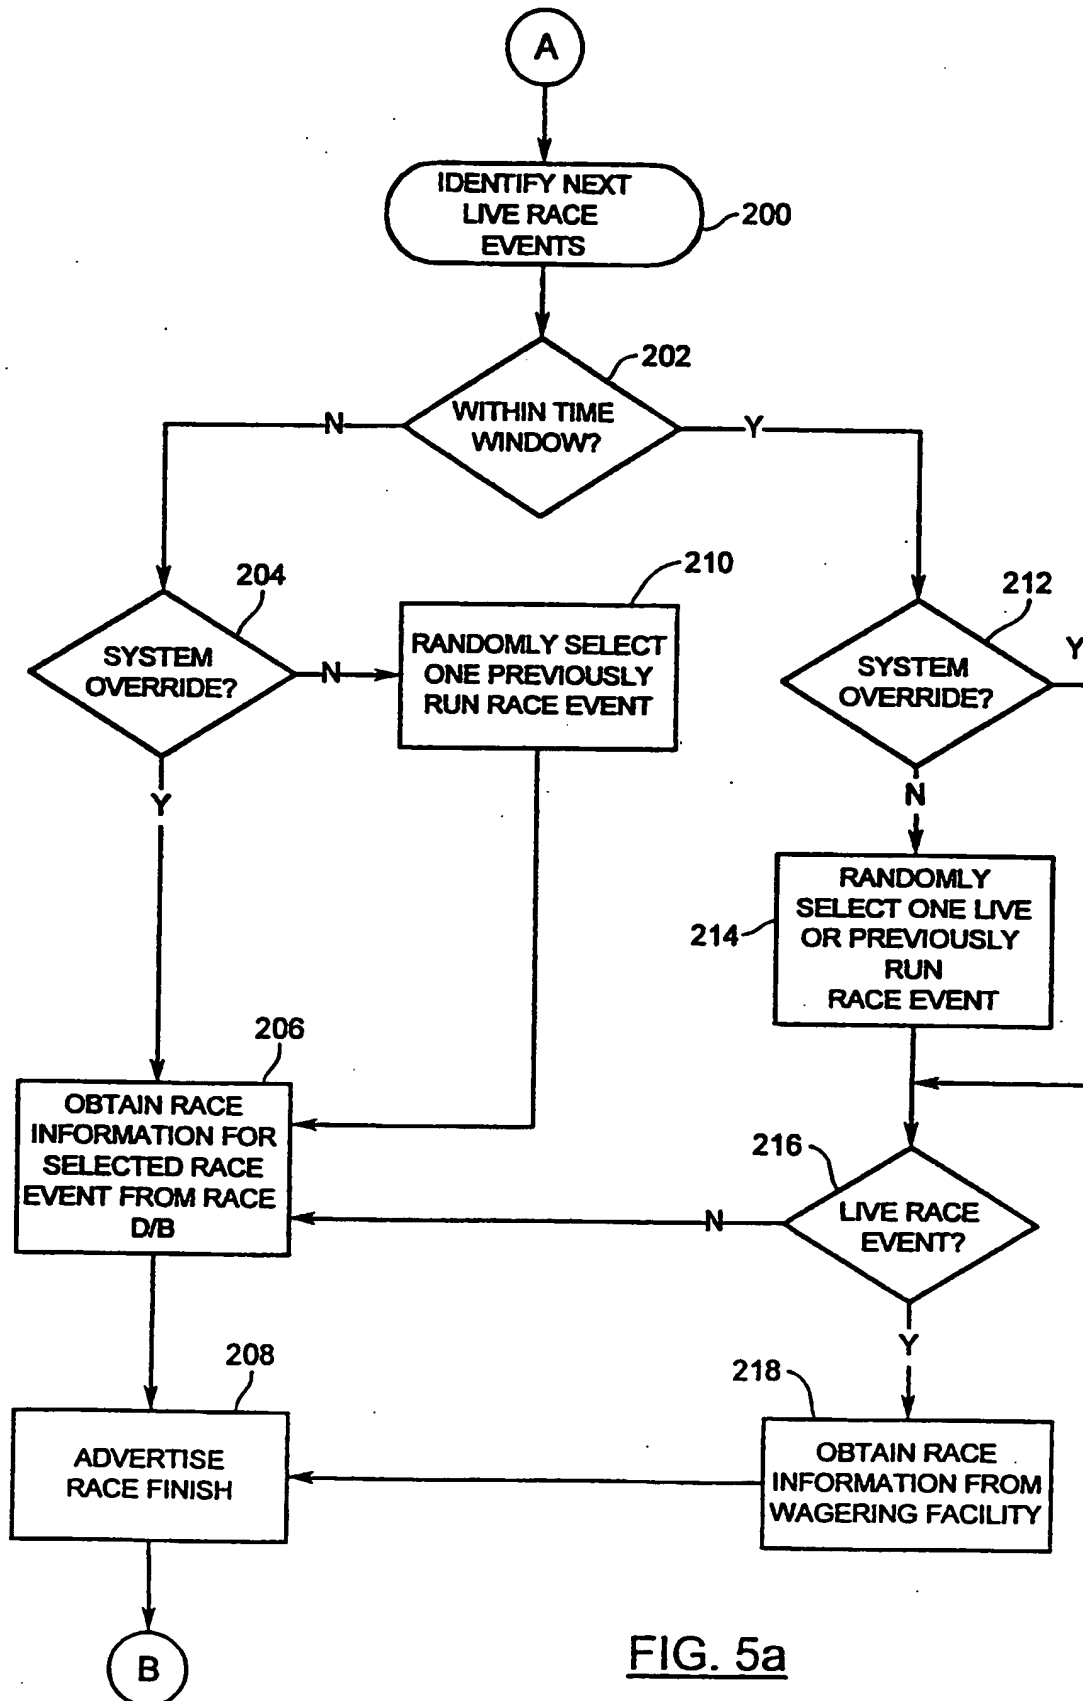 A
IDENTIFY NEXT
LIVE RACE
EVENTS
200
202
WITHIN TIME
WINDOW?
N
Y
204
SYSTEM
OVERRIDE?
N
Y
210
RANDOMLY SELECT
ONE PREVIOUSLY
RUN RACE EVENT
212
SYSTEM
OVERRIDE?
Y
N
214
RANDOMLY
SELECT ONE LIVE
OR PREVIOUSLY
RUN
RACE EVENT
206
OBTAIN RACE
INFORMATION FOR
SELECTED RACE
EVENT FROM RACE
D/B
216
LIVE RACE
EVENT?
N
Y
208
ADVERTISE
RACE FINISH
218
OBTAIN RACE
INFORMATION FROM
WAGERING FACILITY
B
FIG. 5a